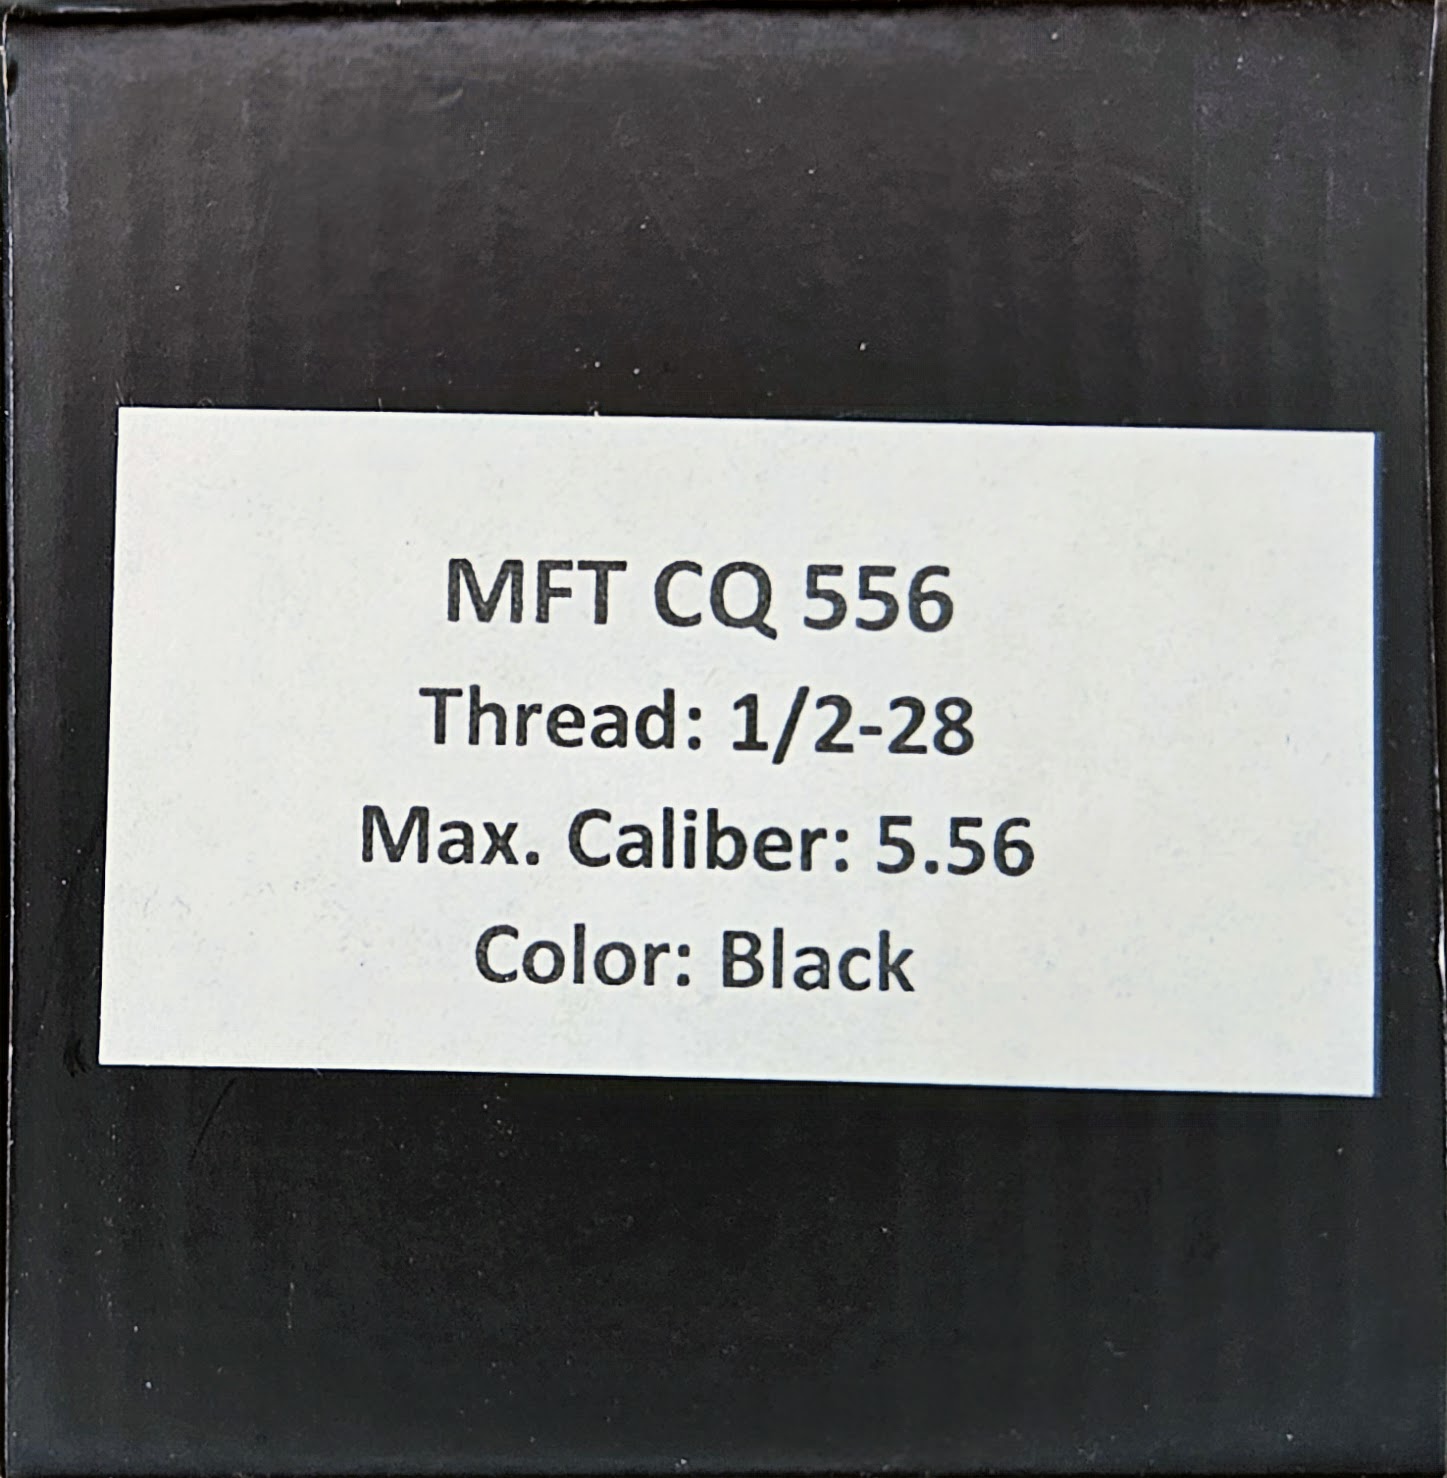 MFT CQ 556
Thread: 1/2-28
Max. Caliber: 5.56
Color: Black